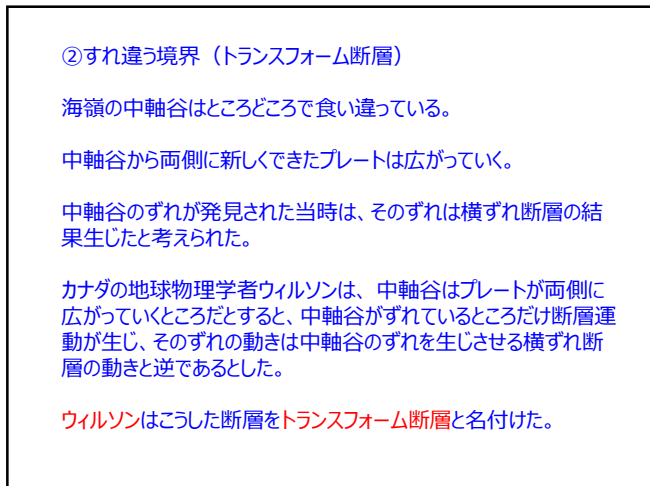 ②すれ違う境界（トランスフォーム断層）
海嶺の中軸谷はところどころで食い違っている。
中軸谷から両側に新しくできたプレートは広がっていく。
中軸谷のずれが発見された当時は、そのずれは横ずれ断層の結
果生じたと考えられた。
カナダの地球物理学者ウィルソンは、中軸谷はプレートが両側に
広がっていくところだとすると、中軸谷がずれているところだけ断層運
動が生じ、そのずれの動きは中軸谷のずれを生じさせる横ずれ断
層の動きと逆であるとした。
ウィルソンはこうした断層をトランスフォーム断層と名付けた。